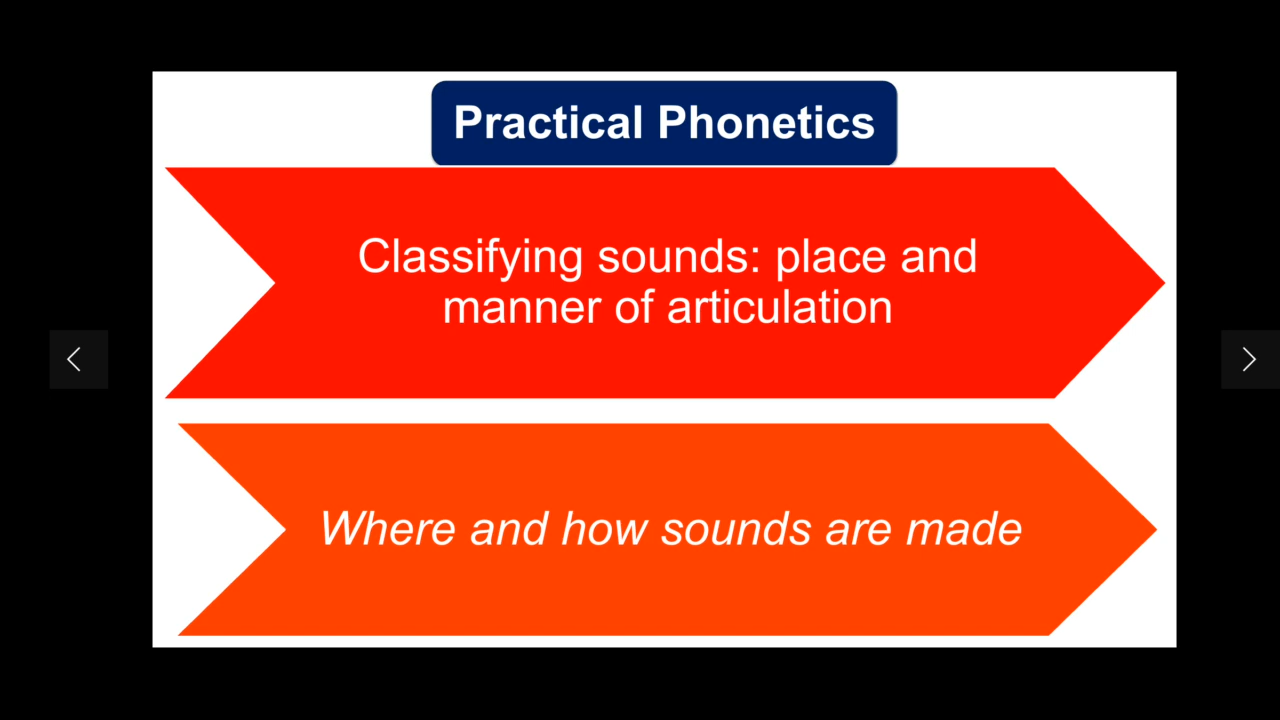 Practical Phonetics
Classifying sounds: place and
manner of articulation
Where and how sounds are made